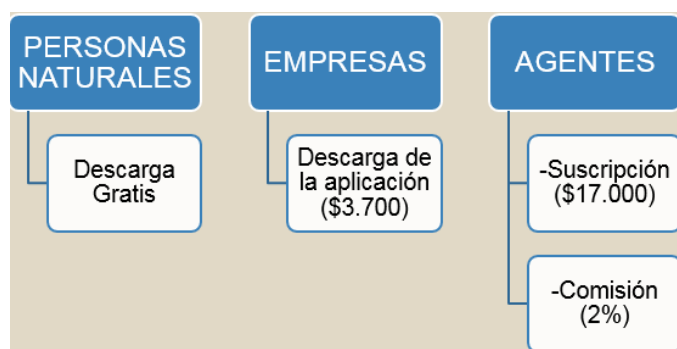 PERSONAS
NATURALES
Descarga
Gratis
EMPRESAS
Descarga de
la aplicación
($3.700)
AGENTES
-Suscripción
($17.000)
-Comisión
(2%)